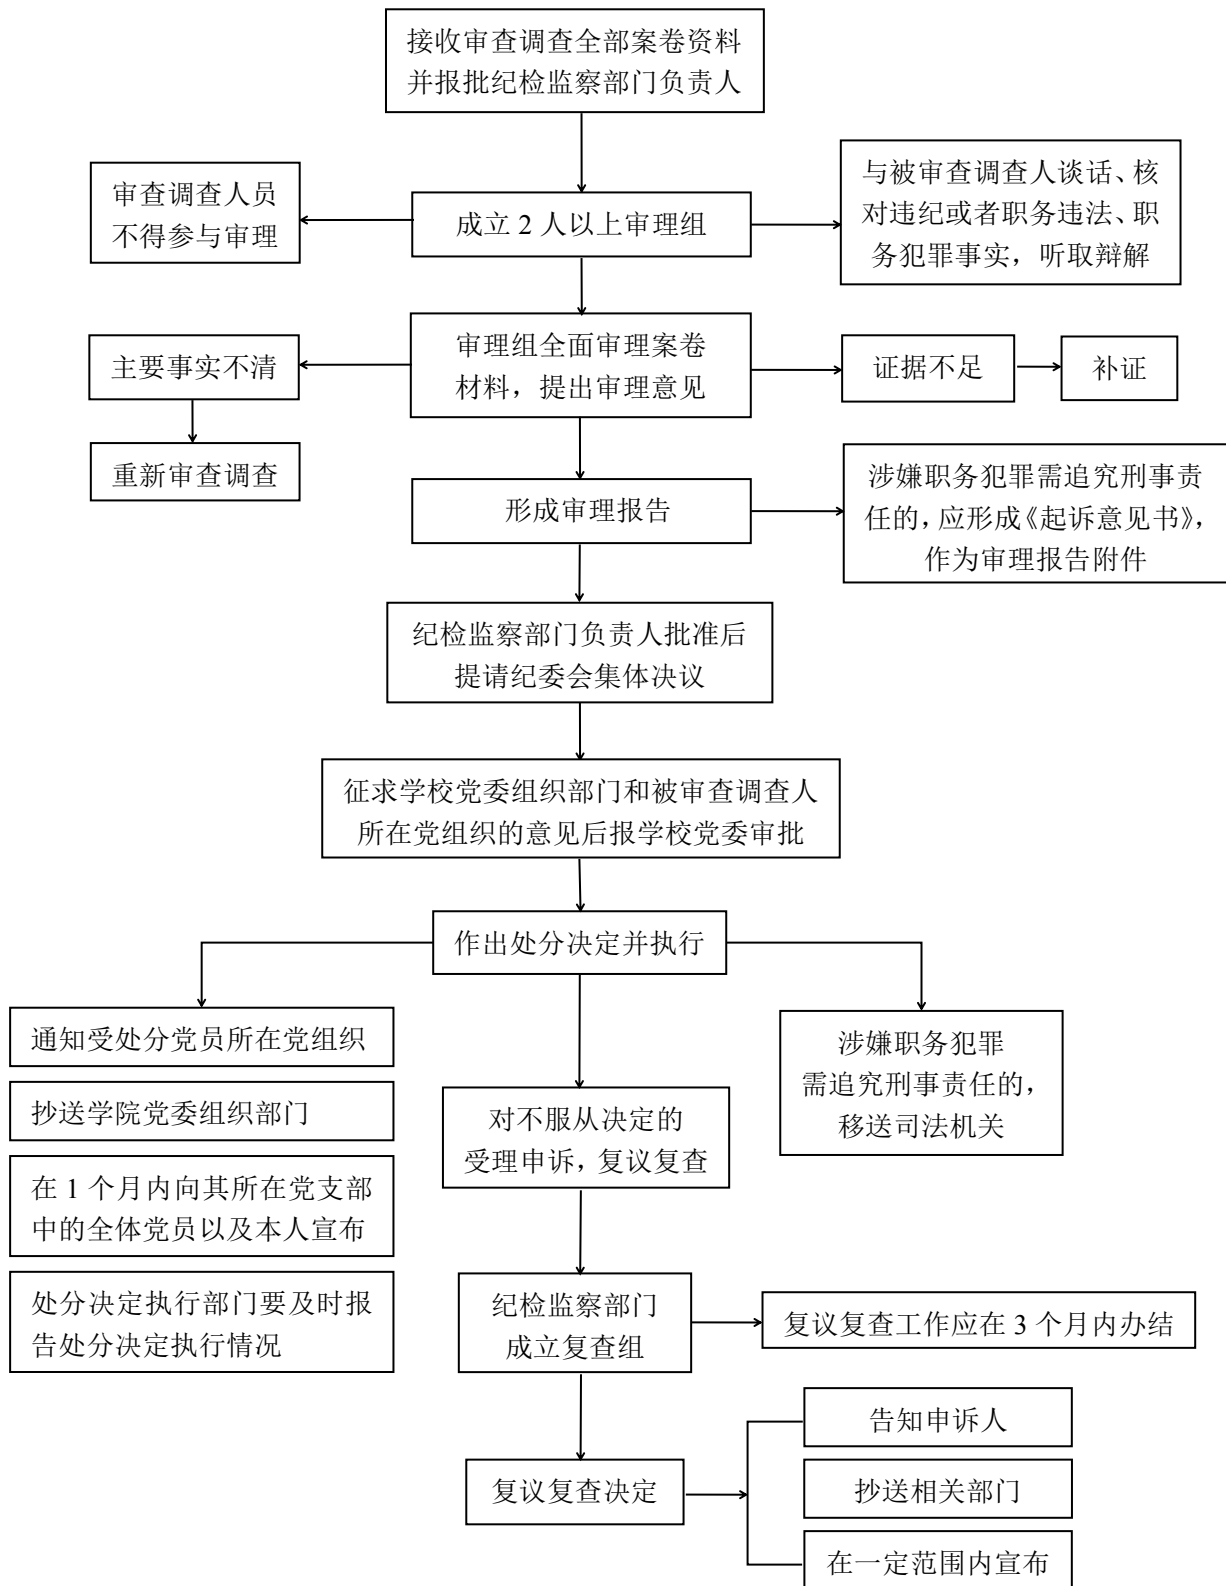 接收审查调查全部案卷资料
并报批纪检监察部门负责人
审查调查人员
不得参与审理
成立 2 人以上审理组
与被审查调查人谈话、核
对违纪或者职务违法、职
务犯罪事实，听取辩解
主要事实不清
审理组全面审理案卷
材料，提出审理意见
证据不足
补证
重新审查调查
形成审理报告
涉嫌职务犯罪需追究刑事责
任的，应形成《起诉意见书》，
作为审理报告附件
纪检监察部门负责人批准后
提请纪委会集体决议
征求学校党委组织部门和被审查调查人
所在党组织的意见后报学校党委审批
作出处分决定并执行
通知受处分党员所在党组织
抄送学院党委组织部门
在 1 个月内向其所在党支部
中的全体党员以及本人宣布
处分决定执行部门要及时报
告处分决定执行情况
对不服从决定的
受理申诉，复议复查
涉嫌职务犯罪
需追究刑事责任的，
移送司法机关
纪检监察部门
成立复查组
复议复查工作应在 3 个月内办结
复议复查决定
告知申诉人
抄送相关部门
在一定范围内宣布